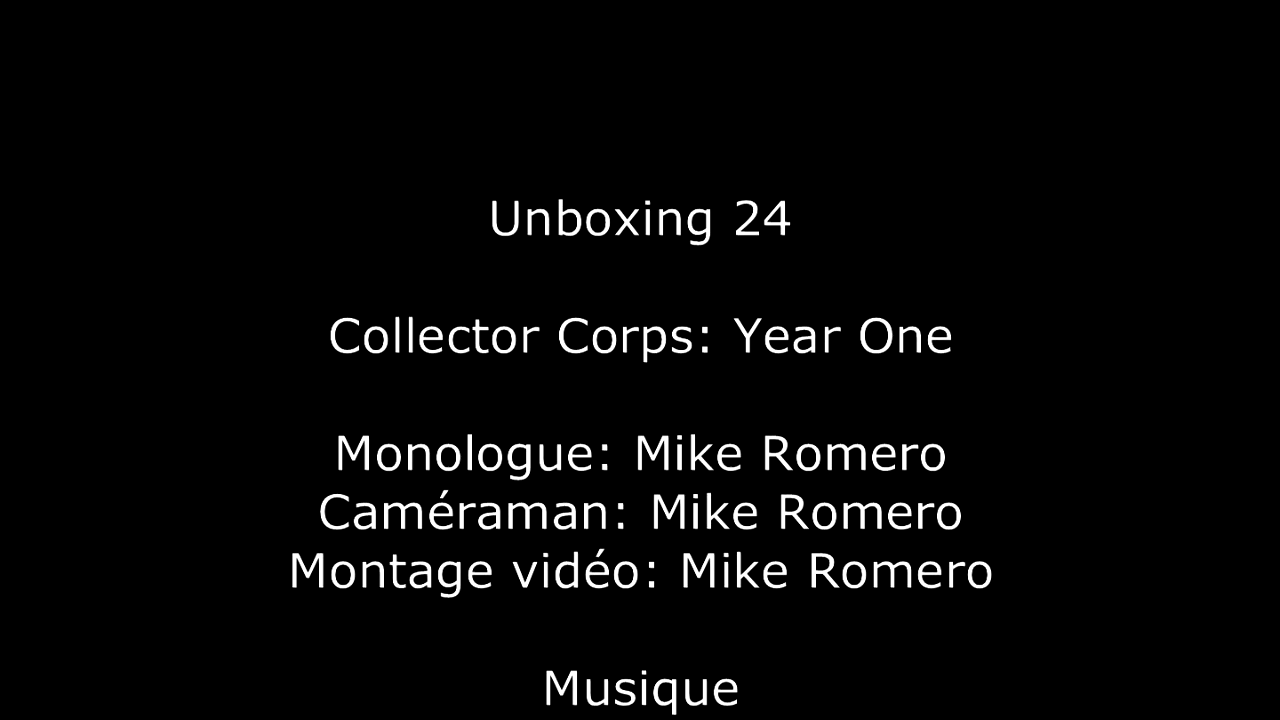 Unboxing 24
Collector Corps: Year One
Monologue: Mike Romero
Caméraman: Mike Romero
Montage vidéo: Mike Romero
Musique